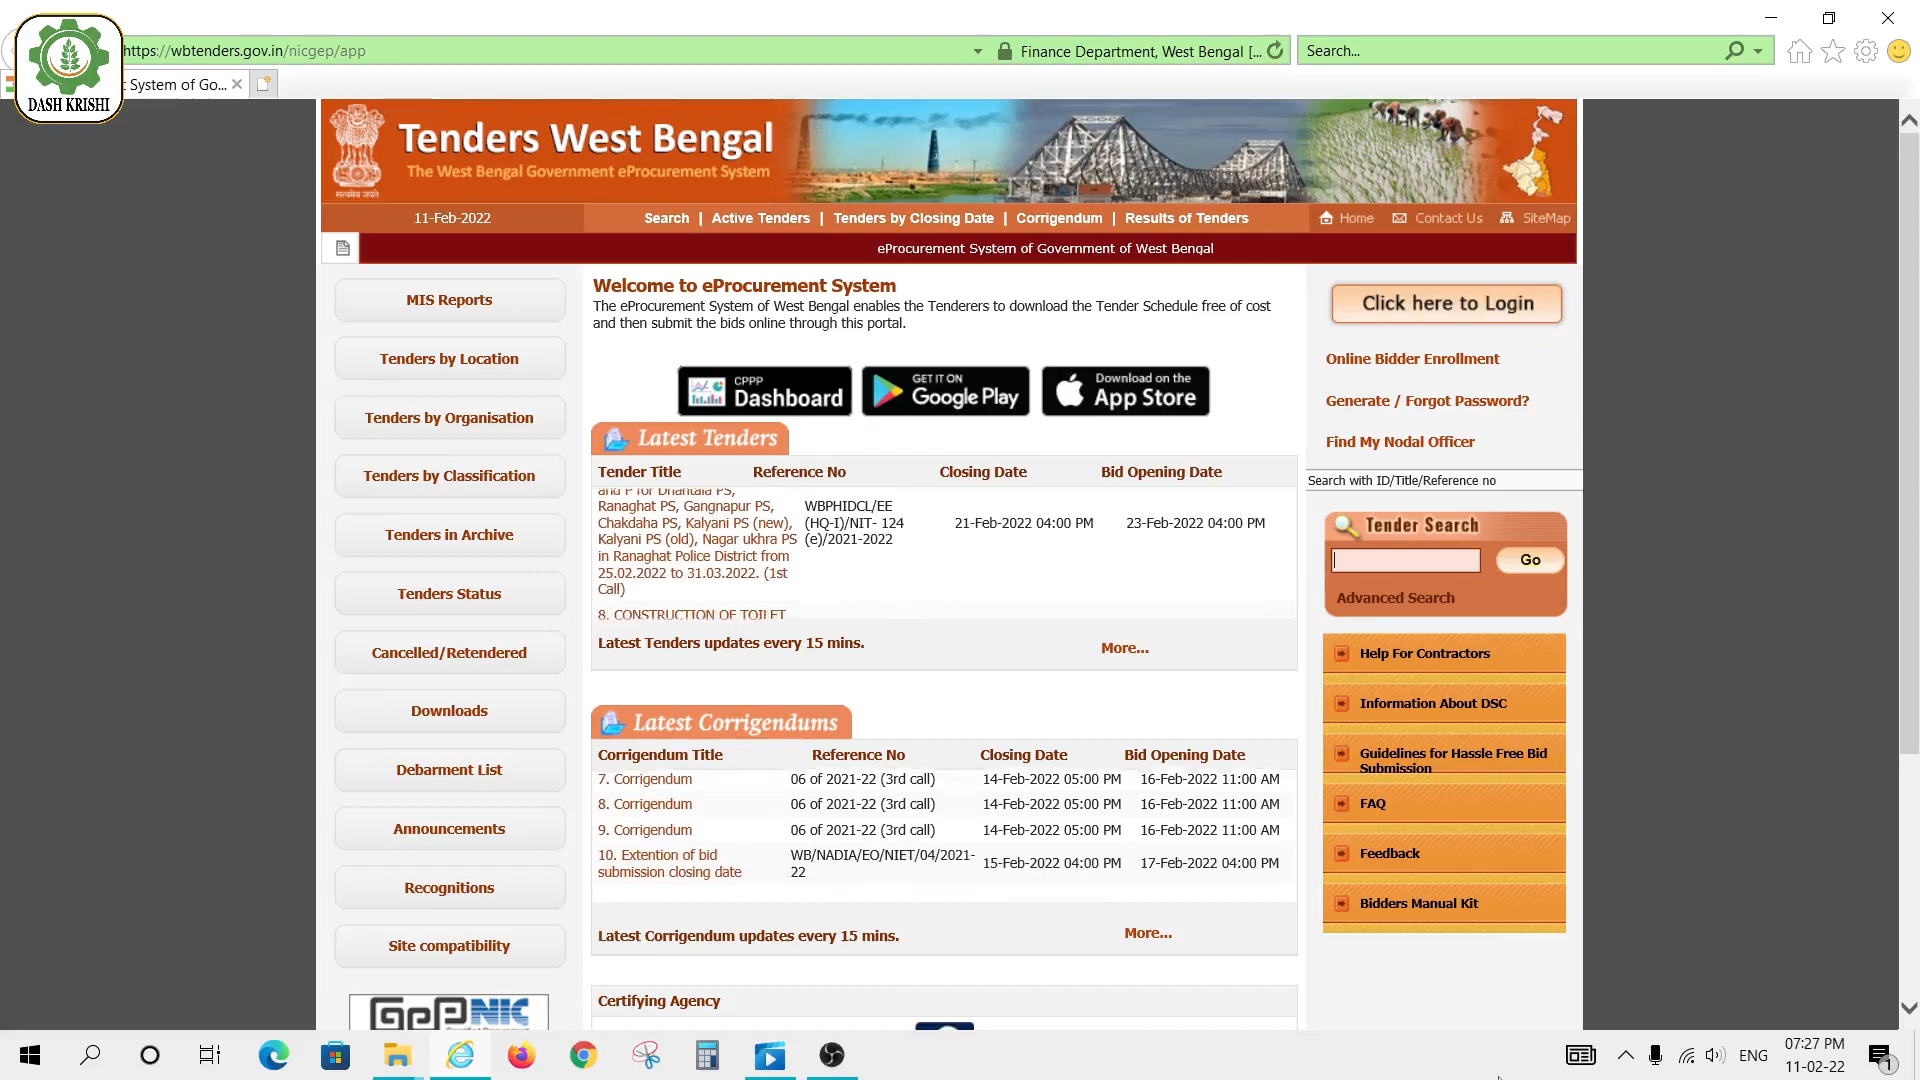 https://wbtenders.gov.in/nicgep/app
Finance Department, West Bengal [...
Search...
DASH KRISHI
System of Go...
Tenders West Bengal
The West Bengal Government eProcurement System
सत्यमेव जयते
11-Feb-2022
Search | Active Tenders | Tenders by Closing Date | Corrigendum | Results of Tenders
Home
Contact Us
SiteMap
eProcurement System of Government of West Bengal
MIS Reports
Tenders by Location
Tenders by Organisation
Tenders by Classification
Tenders in Archive
Tenders Status
Cancelled/Retendered
Downloads
Debarment List
Announcements
Recognitions
Site compatibility
GePNIC
Welcome to eProcurement System
The eProcurement System of West Bengal enables the Tenderers to download the Tender Schedule free of cost
and then submit the bids online through this portal.
CPPP
Dashboard
GET IT ON
Google Play
Download on the
App Store
Latest Tenders
Tender Title Reference No Closing Date Bid Opening Date
and P for Dhantala PS,
Ranaghat PS, Gangnapur PS,
Chakdaha PS, Kalyani PS (new),
Kalyani PS (old), Nagar ukhra PS
in Ranaghat Police District from
25.02.2022 to 31.03.2022. (1st
Call)
WBPHIDCL/EE
(HQ-I)/NIT- 124
(e)/2021-2022
21-Feb-2022 04:00 PM
23-Feb-2022 04:00 PM
8. CONSTRUCTION OF TOILET
Latest Tenders updates every 15 mins.
More...
Latest Corrigendums
Corrigendum Title Reference No Closing Date Bid Opening Date
7. Corrigendum 06 of 2021-22 (3rd call) 14-Feb-2022 05:00 PM 16-Feb-2022 11:00 AM
8. Corrigendum 06 of 2021-22 (3rd call) 14-Feb-2022 05:00 PM 16-Feb-2022 11:00 AM
9. Corrigendum 06 of 2021-22 (3rd call) 14-Feb-2022 05:00 PM 16-Feb-2022 11:00 AM
10. Extention of bid
submission closing date
WB/NADIA/EO/NIET/04/2021-
22
15-Feb-2022 04:00 PM 17-Feb-2022 04:00 PM
Latest Corrigendum updates every 15 mins.
More...
Certifying Agency
Click here to Login
Online Bidder Enrollment
Generate / Forgot Password?
Find My Nodal Officer
Search with ID/Title/Reference no
Tender Search
Go
Advanced Search
Help For Contractors
Information About DSC
Guidelines for Hassle Free Bid
Submission
FAQ
Feedback
Bidders Manual Kit
ENG
07:27 PM
11-02-22
1